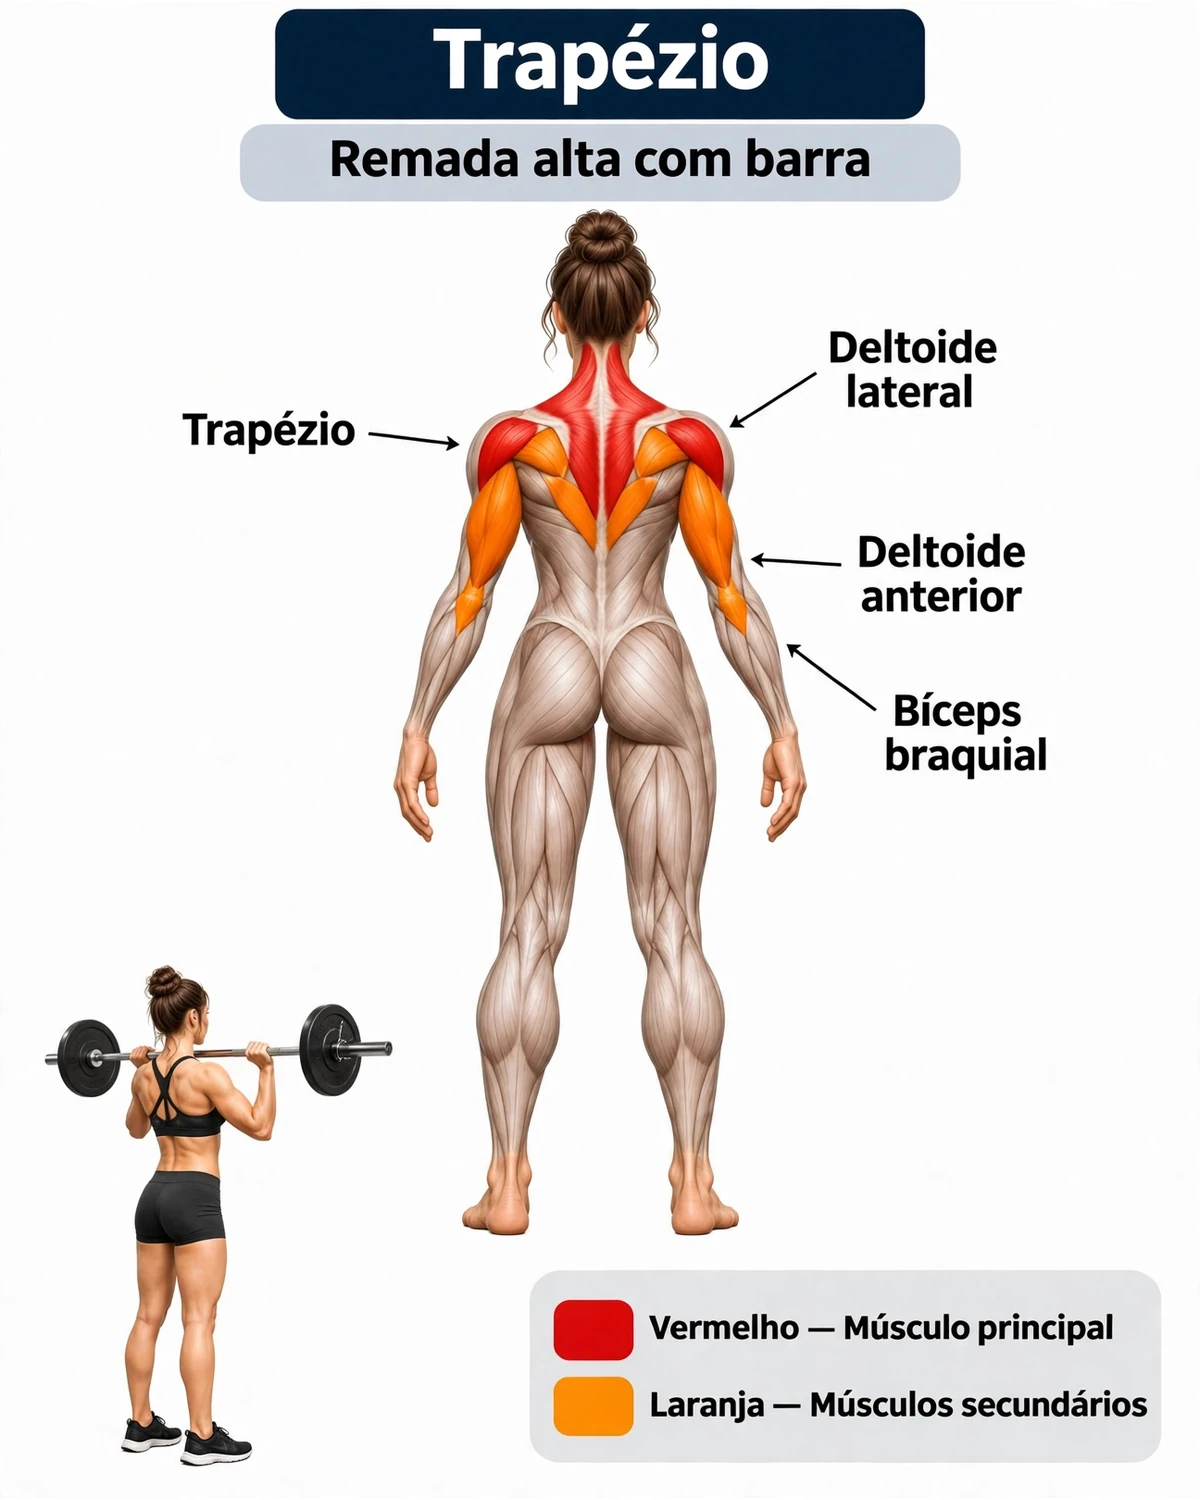 Trapézio
Remada alta com barra
Deltoide
lateral
Trapézio
Deltoide
anterior
Bíceps
braquial
Vermelho — Músculo principal
Laranja — Músculos secundários